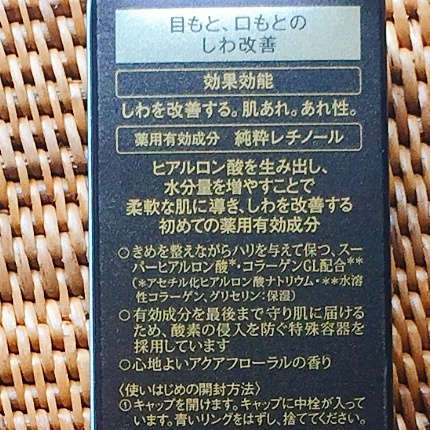 目もと、口もとの
しわ改善
効果効能
しわを改善する。肌あれ。あれ性。
薬用有効成分 純粋レチノール
ヒアルロン酸を生み出し、
水分量を増やすことで
柔軟な肌に導き、しわを改善する
初めての薬用有効成分
○きめを整えながらハリを与えて保つ、スー
パーヒアルロン酸*・コラーゲンGL配合**
(*アセチル化ヒアルロン酸ナトリウム・**水溶
性コラーゲン、グリセリン:保湿)
○有効成分を最後まで守り肌に届ける
ため、酸素の侵入を防ぐ特殊容器を
採用しています
○心地よいアクアフローラルの香り
〈使いはじめの開封方法〉
①キャップを開けます。キャップに中栓が入って
います。青いリングをはずし、捨ててください。